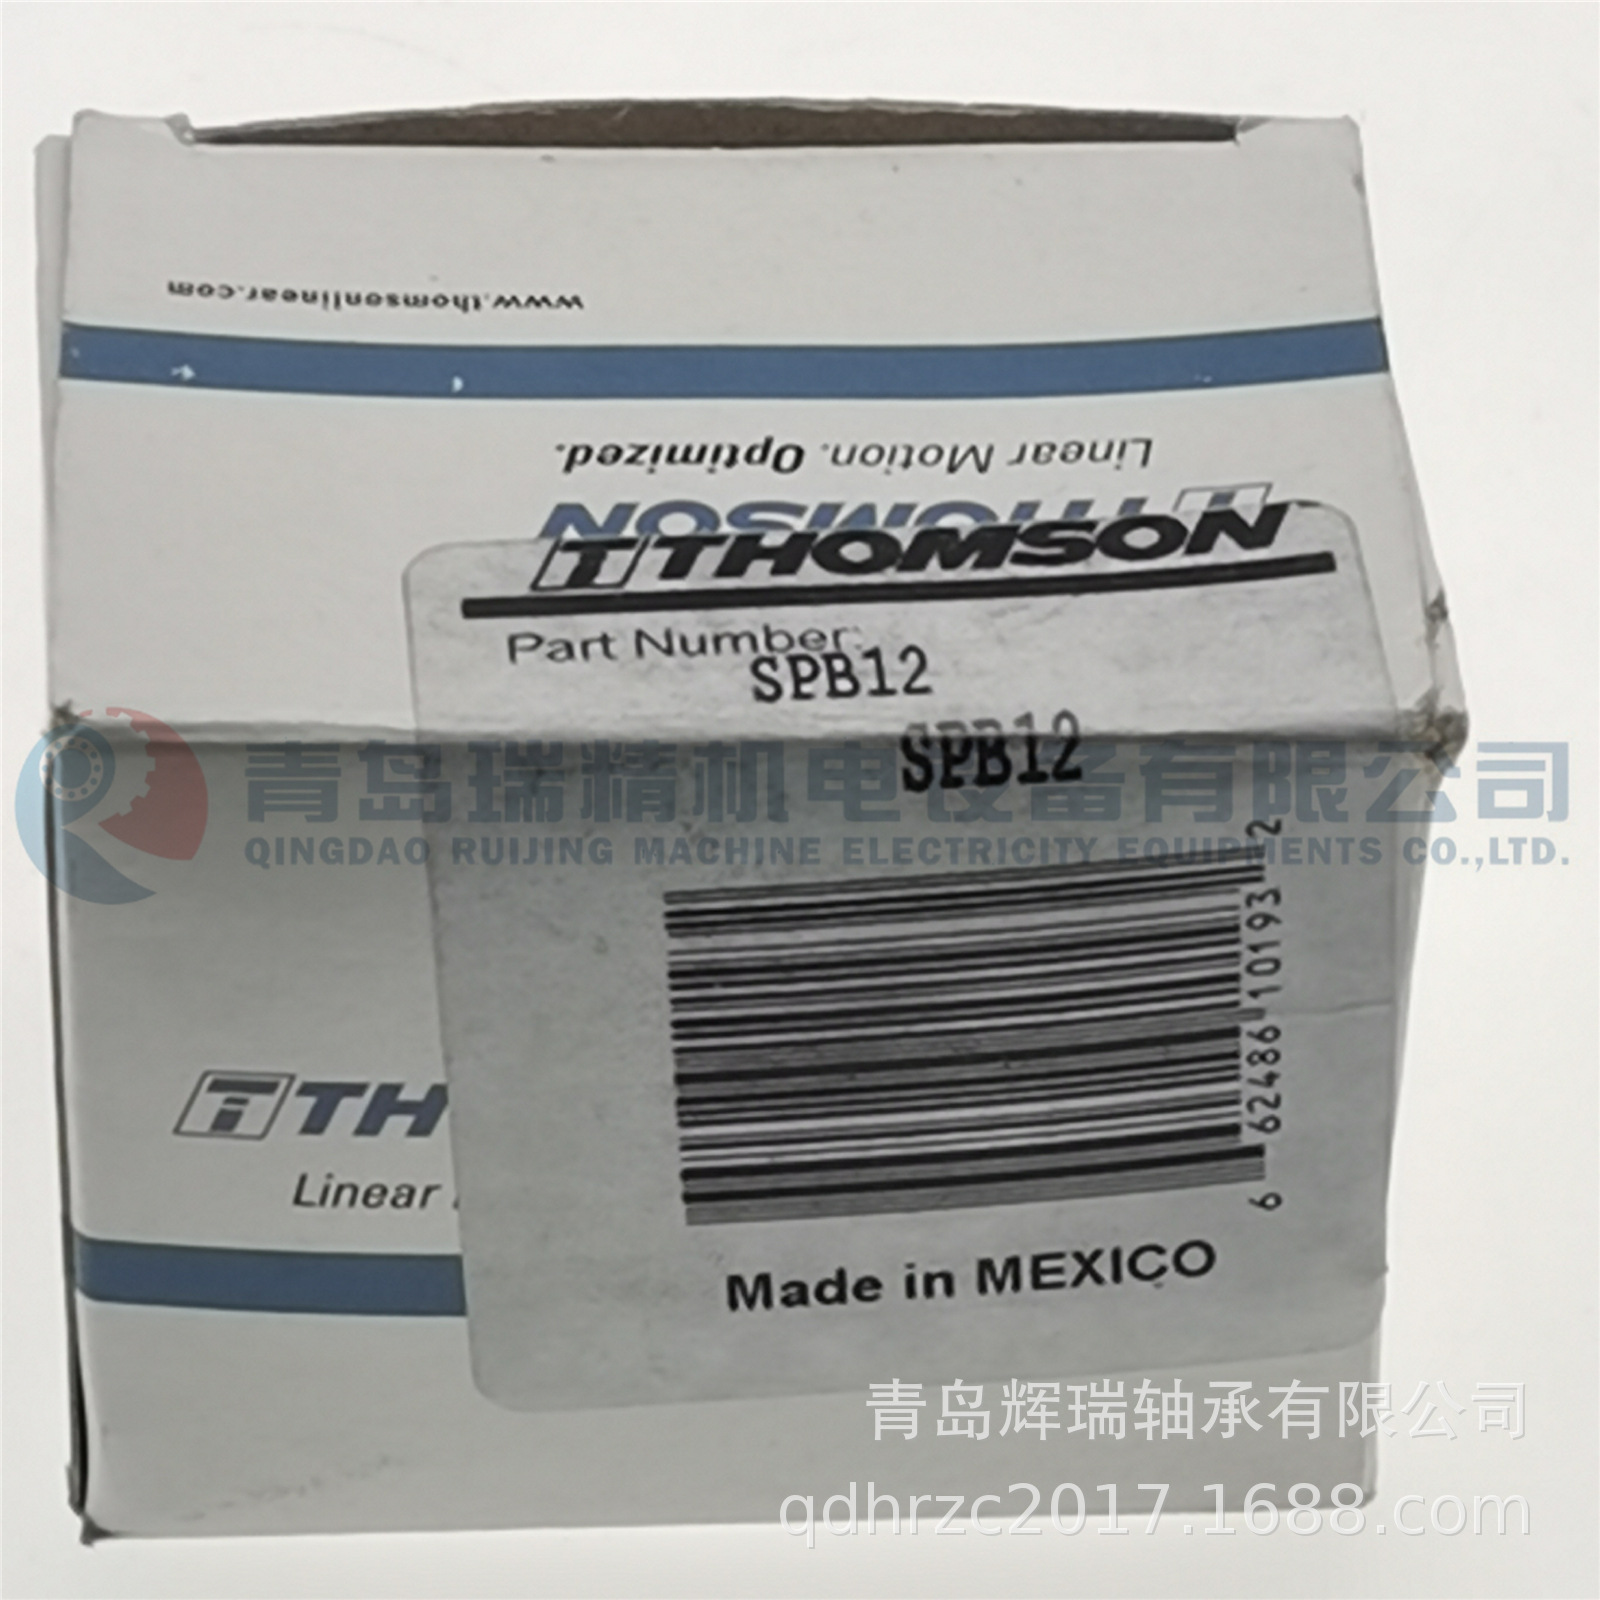 www.thomsonlinear.com
Linear Motion. Optimized.
THOMSON
THOMSON
Part Number:
SPB12
SPB12
青岛瑞精机电设备有限公司
QINGDAO RUIJING MACHINE ELECTRICITY EQUIPMENTS CO.,LTD.
6 62486 10193 2
TH
Linear
Made in MEXICO
青岛辉瑞轴承有限公司
qdhrzc2017.1688.com